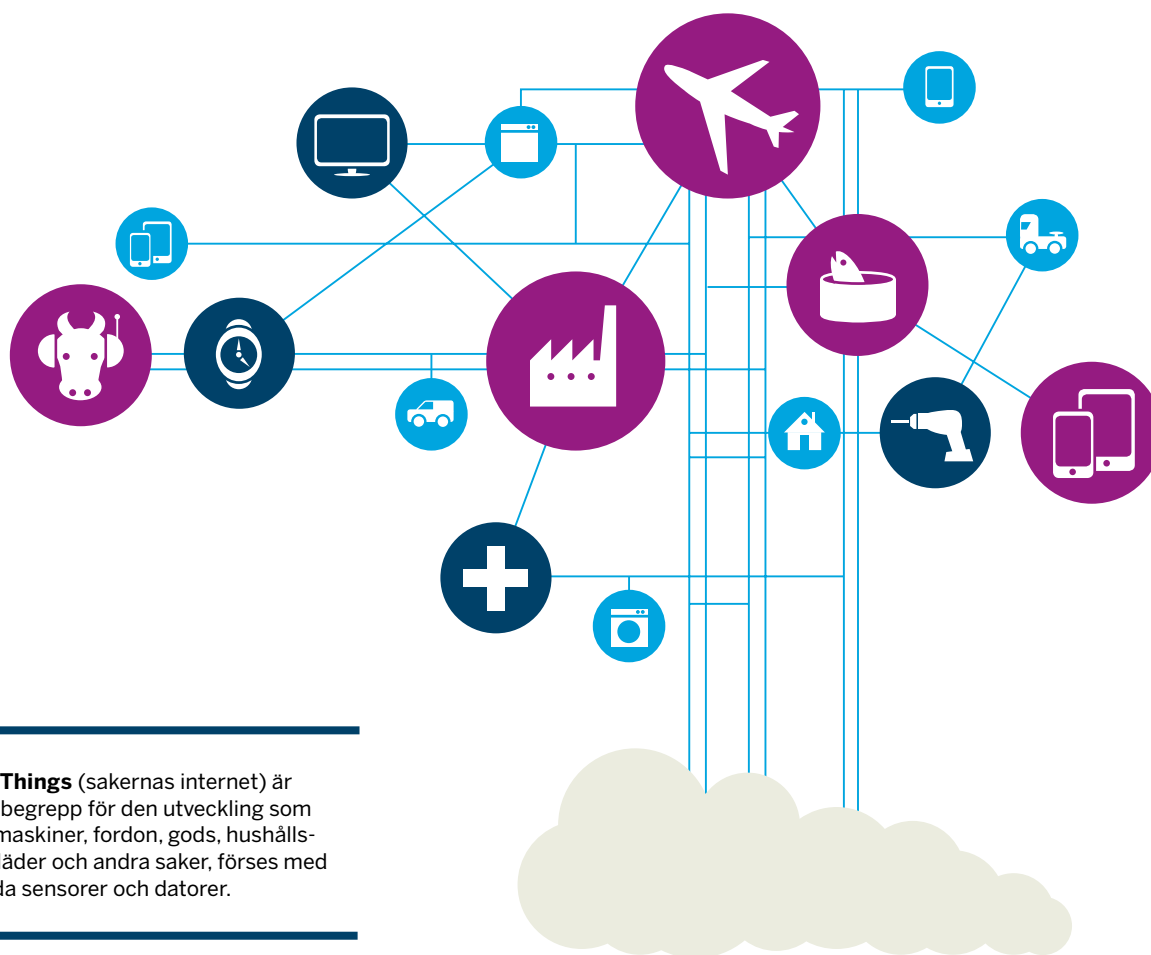 Things (sakernas internet) är
begrepp för den utveckling som
maskiner, fordon, gods, hushålls-
äder och andra saker, förses med
da sensorer och datorer.